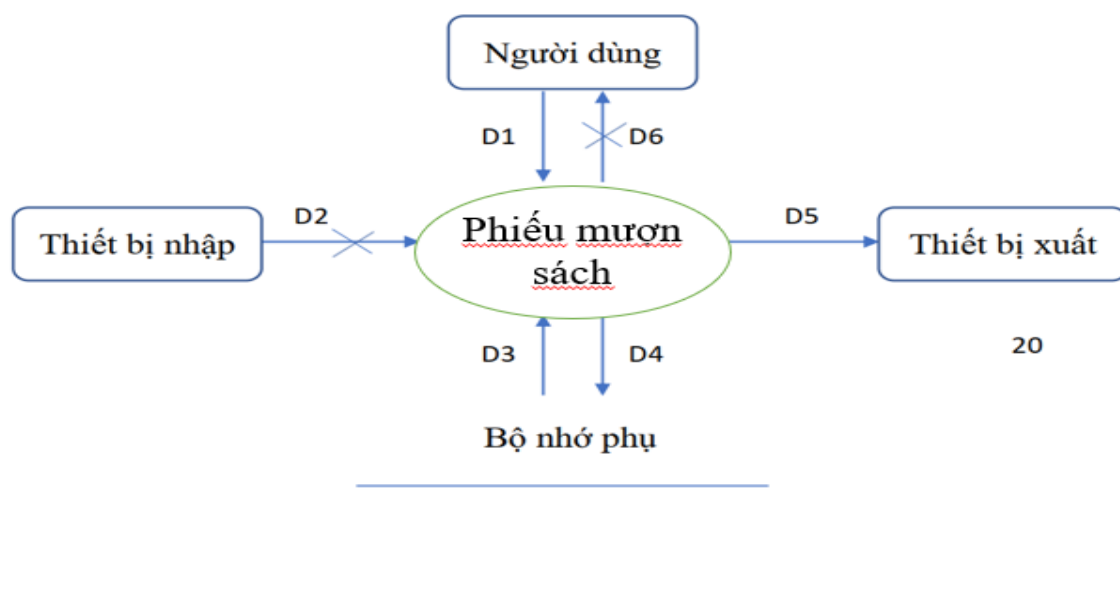 Người dùng
D1
D6
D2
Thiết bị nhập
Phiếu mượn
sách
D5
Thiết bị xuất
D3
D4
20
Bộ nhớ phụ